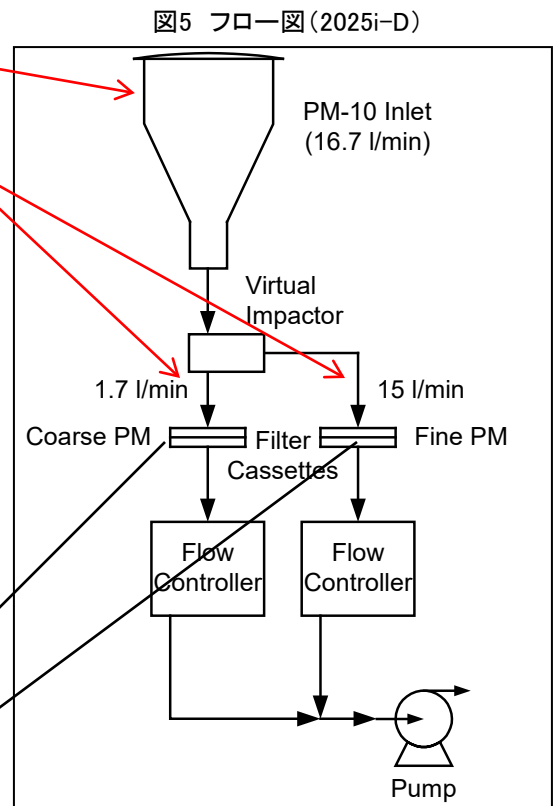 図5 フロー図(2025i-D)
PM-10 Inlet
(16.7 l/min)
Virtual
Impactor
1.7 l/min
15 l/min
Coarse PM
Filter
Cassettes
Fine PM
Flow
Controller
Flow
Controller
Pump